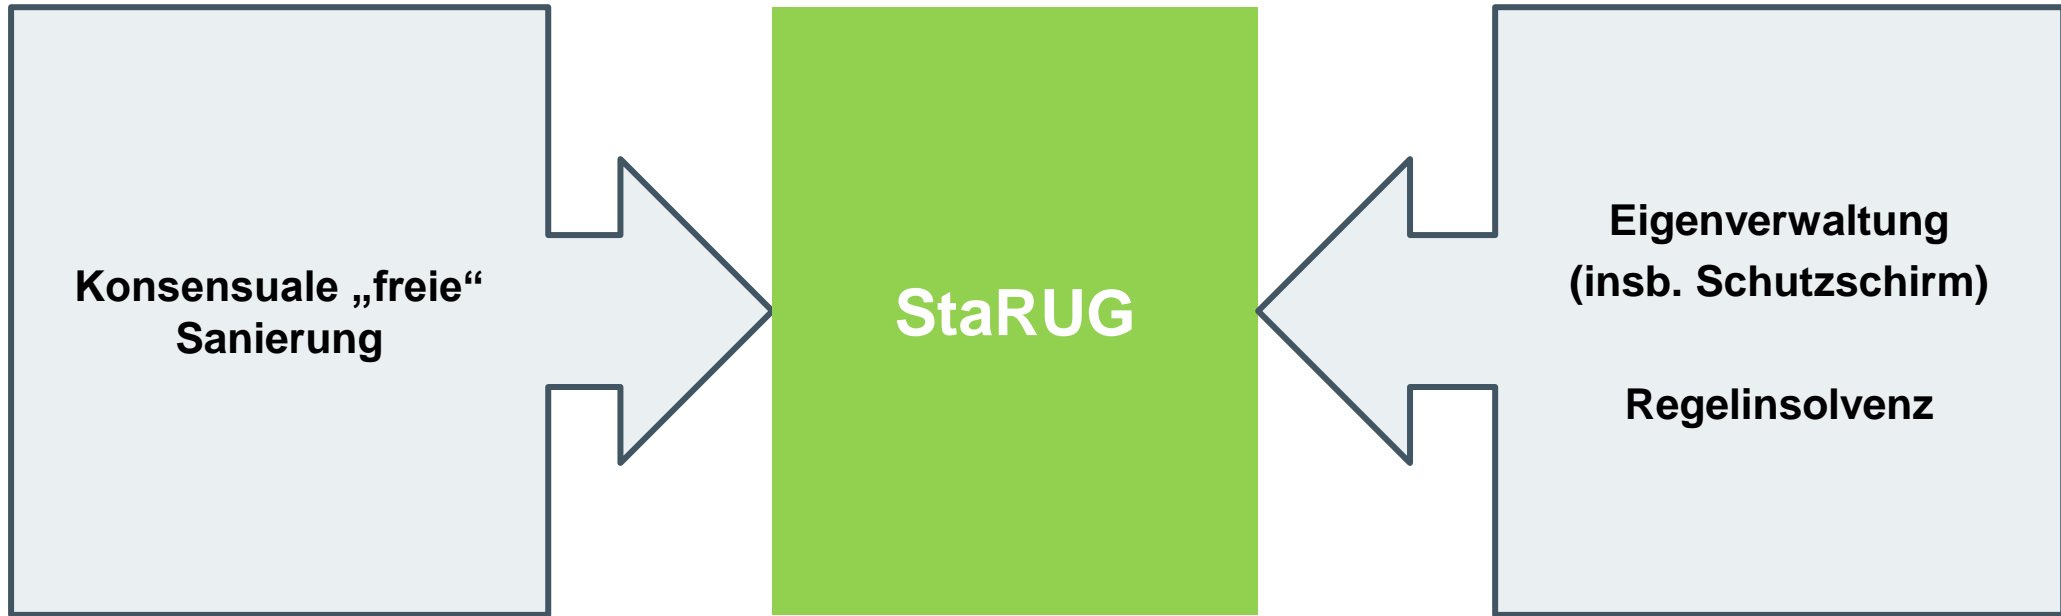 Konsensuale „freie“
Sanierung
StaRUG
Eigenverwaltung
(insb. Schutzschirm)
Regelinsolvenz